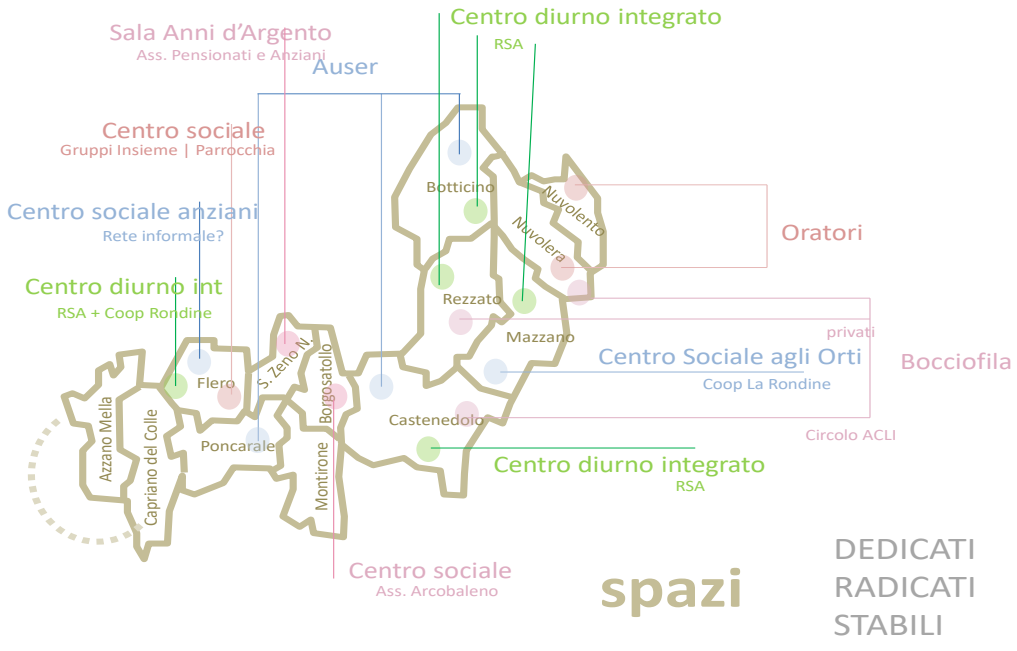 Centro diurno integrato
RSA
Sala Anni d’Argento
Ass. Pensionati e Anziani
Auser
Centro sociale
Gruppi Insieme | Parrocchia
Centro sociale anziani
Rete informale?
Centro diurno int
RSA + Coop Rondine
Botticino
Nuvolento
Nuvolera
Oratori
Rezzato
Mazzano
privati
Bocciofila
Centro Sociale agli Orti
Coop La Rondine
Flero
S. Zeno N.
Borgosatollo
Castenedolo
Circolo ACLI
Azzano Mella
Capriano del Colle
Poncarale
Montirone
Centro diurno integrato
RSA
Centro sociale
Ass. Arcobaleno
spazi
DEDICATI
RADICATI
STABILI